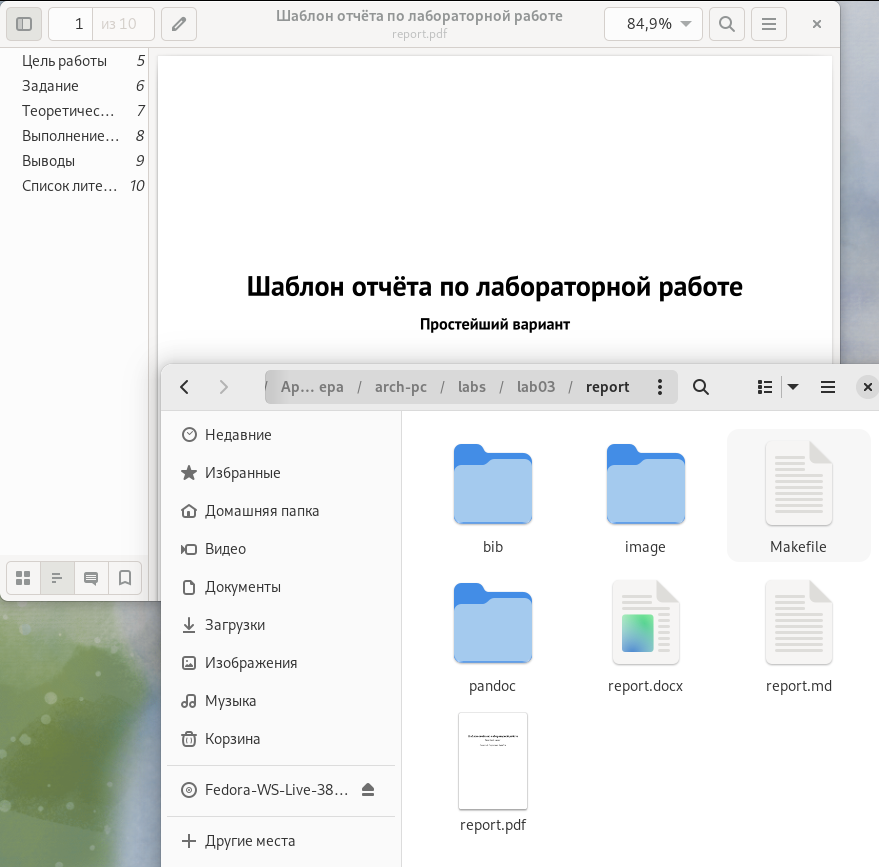 1 из 10
Шаблон отчёта по лабораторной работе
report.pdf
84,9%
Цель работы 5
Задание 6
Теоретичес… 7
Выполнение… 8
Выводы 9
Список лите… 10
Шаблон отчёта по лабораторной работе
Простейший вариант
/ Ар… ера / arch-pc / labs / lab03 / report
Недавние
Избранные
Домашняя папка
Видео
Документы
Загрузки
Изображения
Музыка
Корзина
Fedora-WS-Live-38…
Другие места
bib
image
Makefile
pandoc
report.docx
report.md
report.pdf